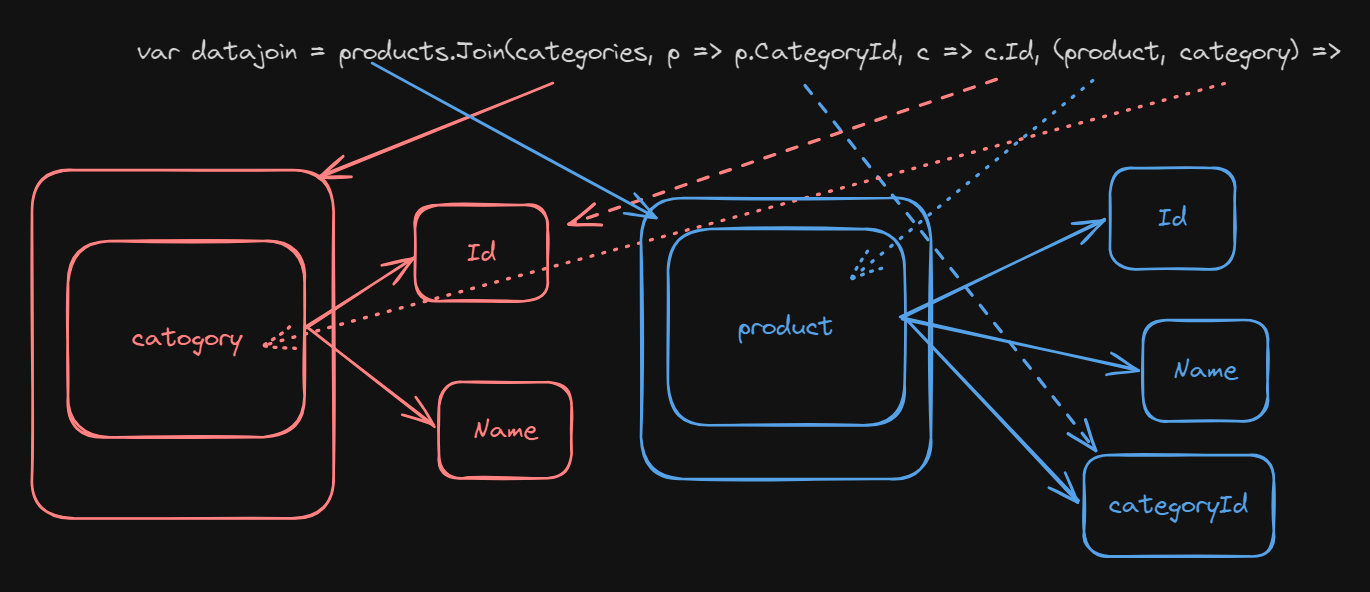 var datajoin = products.Join(categories, p => p.CategoryId, c => c.Id, (product, category) =>
Id
Id
catogory
product
Name
Name
categoryId